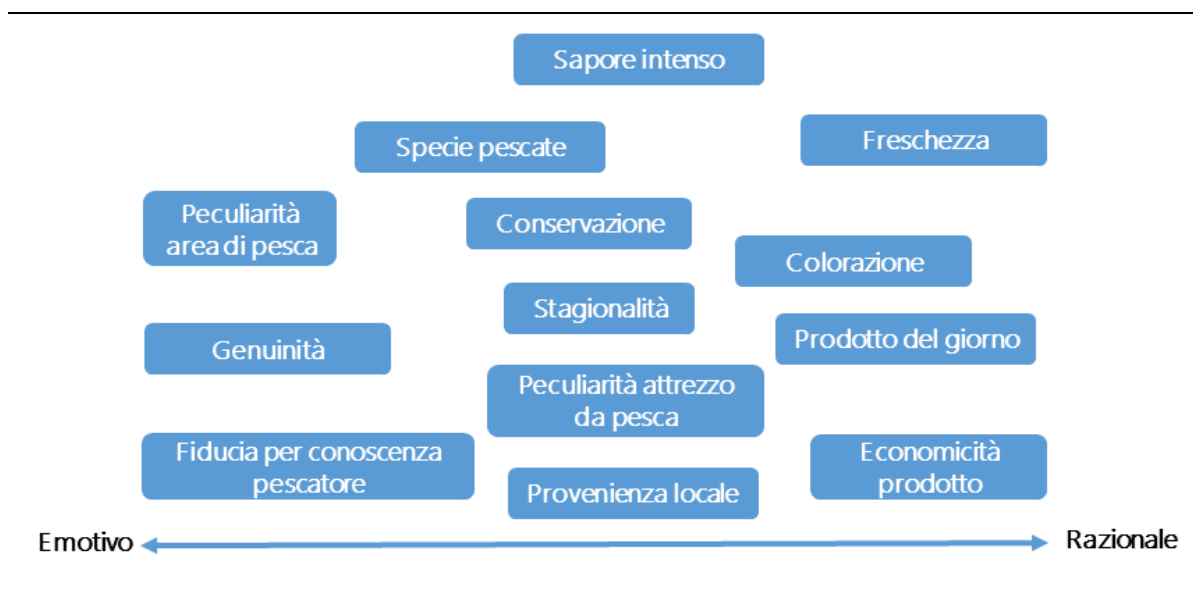 Sapore intenso
Specie pescate
Freschezza
Peculiarità
area di pesca
Conservazione
Colorazione
Stagionalità
Genuinità
Prodotto del giorno
Peculiarità attrezzo
da pesca
Fiducia per conoscenza
pescatore
Economicità
prodotto
Provenienza locale
Emotivo
Razionale